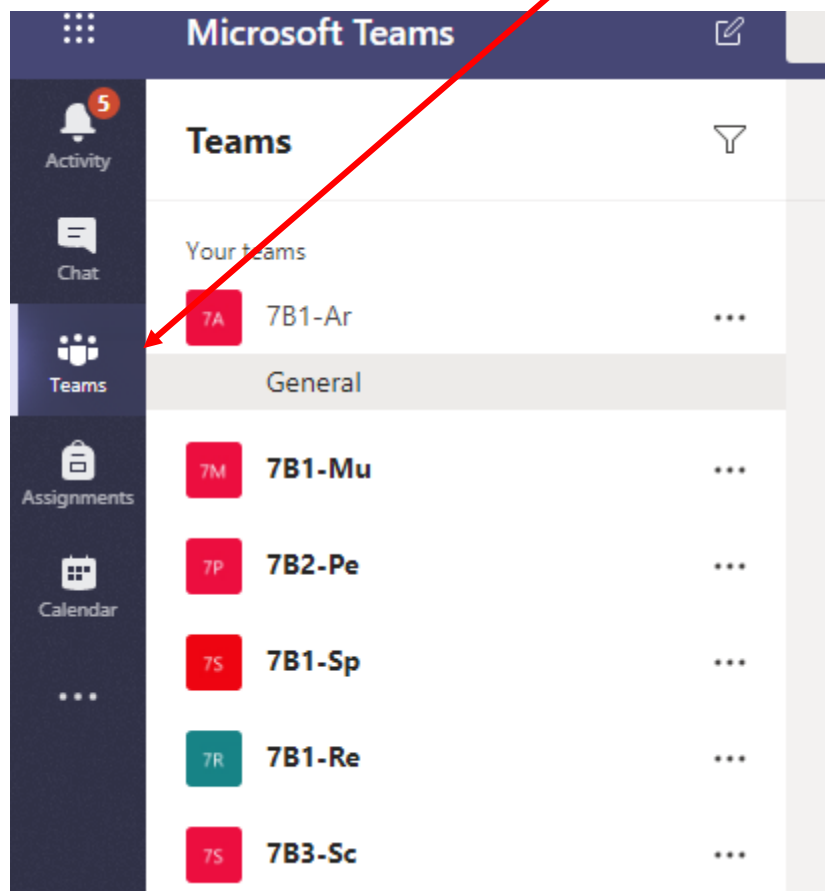 Microsoft Teams
5
Activity
Chat
Teams
Assignments
Calendar
Teams
Your teams
7A 7B1-Ar
General
7M 7B1-Mu
7P 7B2-Pe
7S 7B1-Sp
7R 7B1-Re
7S 7B3-Sc